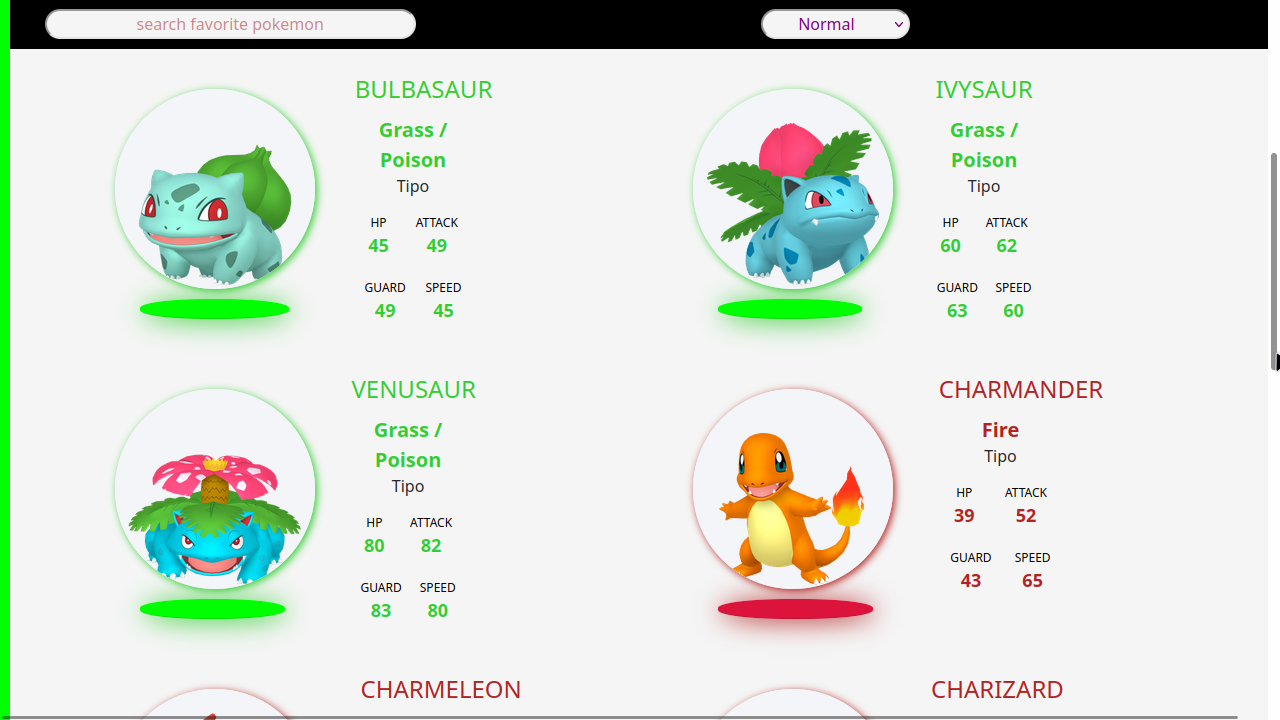 search favorite pokemon
Normal
BULBASAUR
Grass /
Poison
Tipo
HP ATTACK
45 49
GUARD SPEED
49 45
IVYSAUR
Grass /
Poison
Tipo
HP ATTACK
60 62
GUARD SPEED
63 60
VENUSAUR
Grass /
Poison
Tipo
HP ATTACK
80 82
GUARD SPEED
83 80
CHARMANDER
Fire
Tipo
HP ATTACK
39 52
GUARD SPEED
43 65
CHARMELEON
CHARIZARD